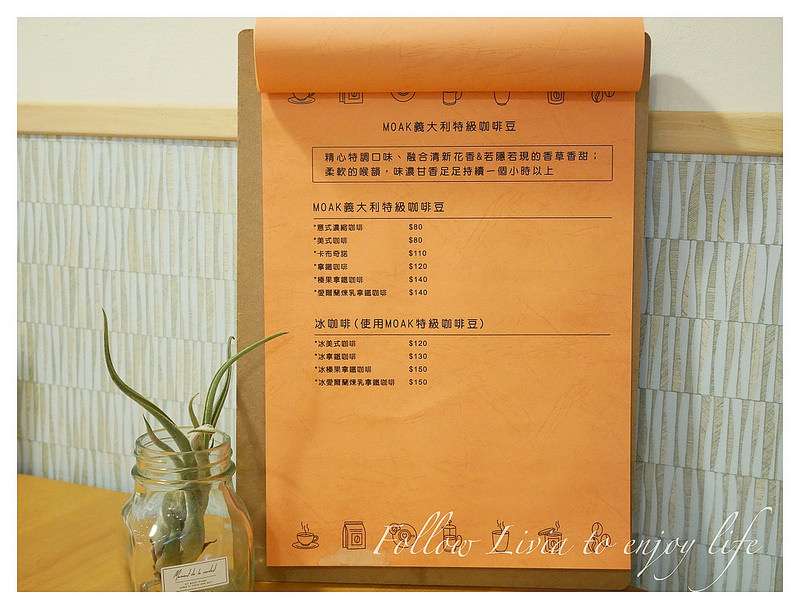 MOAK義大利特級咖啡豆
精心特調口味、融合清新花香&若隱若現的香草香甜；
柔軟的喉韻，味濃甘香足足持續一個小時以上
MOAK義大利特級咖啡豆
*意式濃縮咖啡 $80
*美式咖啡 $80
*卡布奇諾 $110
*拿鐵咖啡 $120
*榛果拿鐵咖啡 $140
*愛爾蘭煉乳拿鐵咖啡 $140
冰咖啡(使用MOAK特級咖啡豆)
*冰美式咖啡 $120
*冰拿鐵咖啡 $130
*冰榛果拿鐵咖啡 $150
*冰愛爾蘭煉乳拿鐵咖啡 $150
Follow Livia to enjoy life